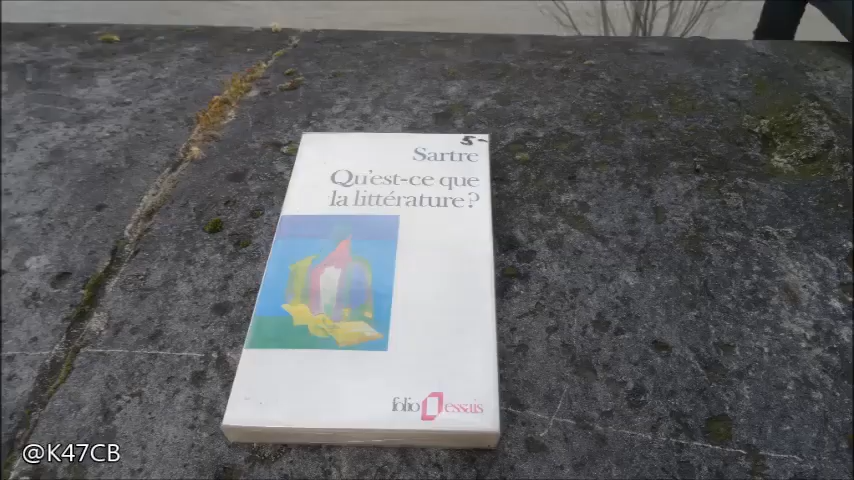 5-
Sartre
Qu'est-ce que
la littérature?
folio essais
@K47CB